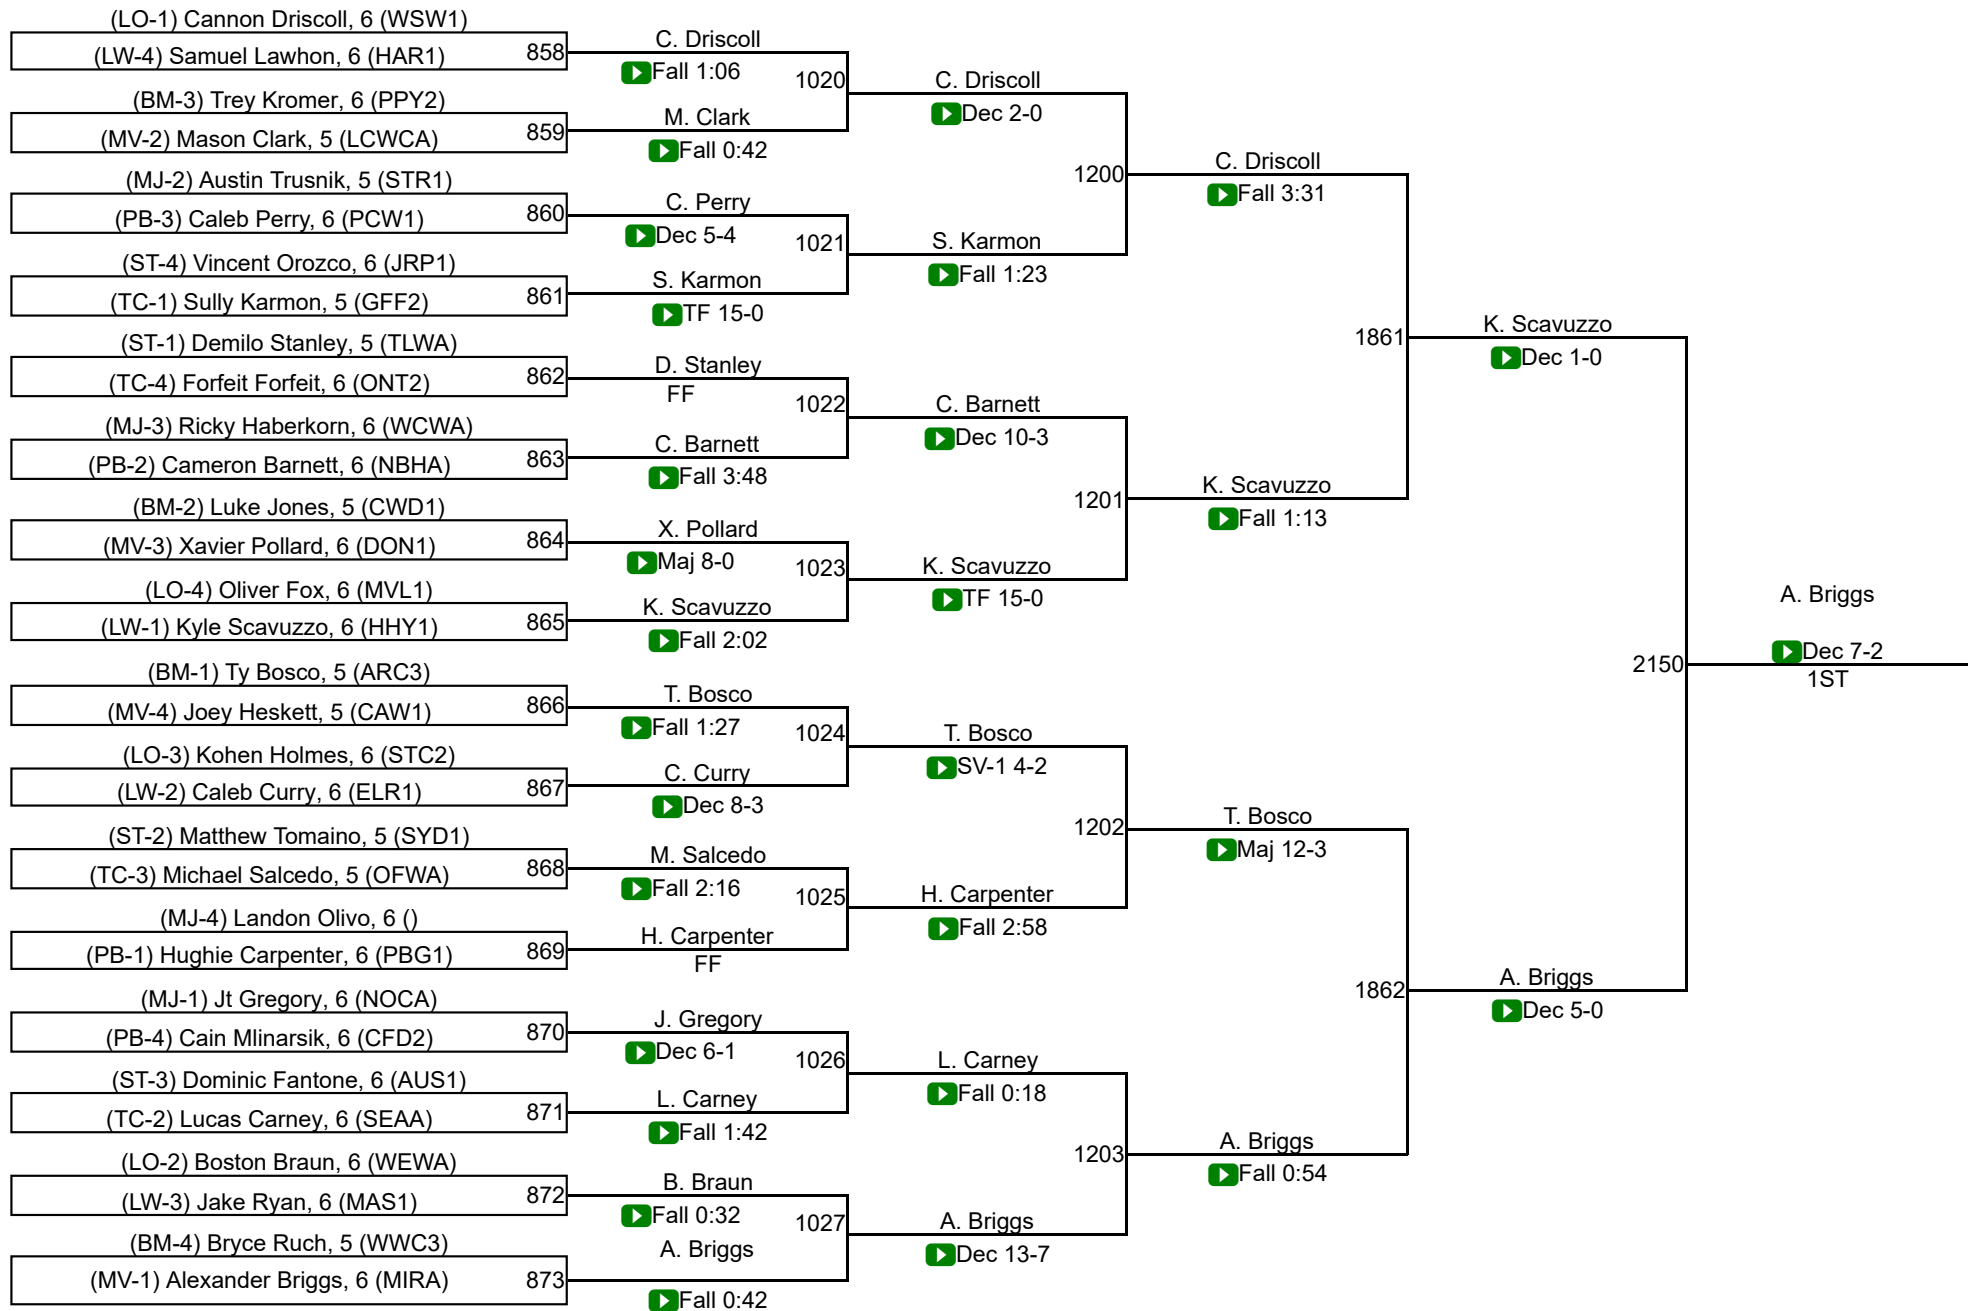 (LO-1) Cannon Driscoll, 6 (WSW1)
(LW-4) Samuel Lawhon, 6 (HAR1)
858
(BM-3) Trey Kromer, 6 (PPY2)
(MV-2) Mason Clark, 5 (LCWCA)
859
(MJ-2) Austin Trusnik, 5 (STR1)
(PB-3) Caleb Perry, 6 (PCW1)
860
(ST-4) Vincent Orozco, 6 (JRP1)
(TC-1) Sully Karmon, 5 (GFF2)
861
(ST-1) Demilo Stanley, 5 (TLWA)
(TC-4) Forfeit Forfeit, 6 (ONT2)
862
(MJ-3) Ricky Haberkorn, 6 (WCWA)
(PB-2) Cameron Barnett, 6 (NBHA)
863
(BM-2) Luke Jones, 5 (CWD1)
(MV-3) Xavier Pollard, 6 (DON1)
864
(LO-4) Oliver Fox, 6 (MVL1)
(LW-1) Kyle Scavuzzo, 6 (HHY1)
865
(BM-1) Ty Bosco, 5 (ARC3)
(MV-4) Joey Heskett, 5 (CAW1)
866
(LO-3) Kohen Holmes, 6 (STC2)
(LW-2) Caleb Curry, 6 (ELR1)
867
(ST-2) Matthew Tomaino, 5 (SYD1)
(TC-3) Michael Salcedo, 5 (OFWA)
868
(MJ-4) Landon Olivo, 6 ()
(PB-1) Hughie Carpenter, 6 (PBG1)
869
(MJ-1) Jt Gregory, 6 (NOCA)
(PB-4) Cain Mlinarsik, 6 (CFD2)
870
(ST-3) Dominic Fantone, 6 (AUS1)
(TC-2) Lucas Carney, 6 (SEAA)
871
(LO-2) Boston Braun, 6 (WEWA)
(LW-3) Jake Ryan, 6 (MAS1)
872
(BM-4) Bryce Ruch, 5 (WWC3)
(MV-1) Alexander Briggs, 6 (MIRA)
873
C. Driscoll
Fall 1:06
1020
M. Clark
Fall 0:42
C. Perry
Dec 5-4
1021
S. Karmon
TF 15-0
D. Stanley
FF
1022
C. Barnett
Fall 3:48
X. Pollard
Maj 8-0
1023
K. Scavuzzo
Fall 2:02
T. Bosco
Fall 1:27
1024
C. Curry
Dec 8-3
M. Salcedo
Fall 2:16
1025
H. Carpenter
FF
J. Gregory
Dec 6-1
1026
L. Carney
Fall 1:42
B. Braun
Fall 0:32
1027
A. Briggs
Fall 0:42
C. Driscoll
Dec 2-0
1200
S. Karmon
Fall 1:23
C. Barnett
Dec 10-3
1201
K. Scavuzzo
TF 15-0
T. Bosco
SV-1 4-2
1202
H. Carpenter
Fall 2:58
L. Carney
Fall 0:18
1203
A. Briggs
Dec 13-7
C. Driscoll
Fall 3:31
1861
K. Scavuzzo
Fall 1:13
T. Bosco
Maj 12-3
1862
A. Briggs
Fall 0:54
K. Scavuzzo
Dec 1-0
2150
A. Briggs
Dec 5-0
A. Briggs
Dec 7-2
1ST